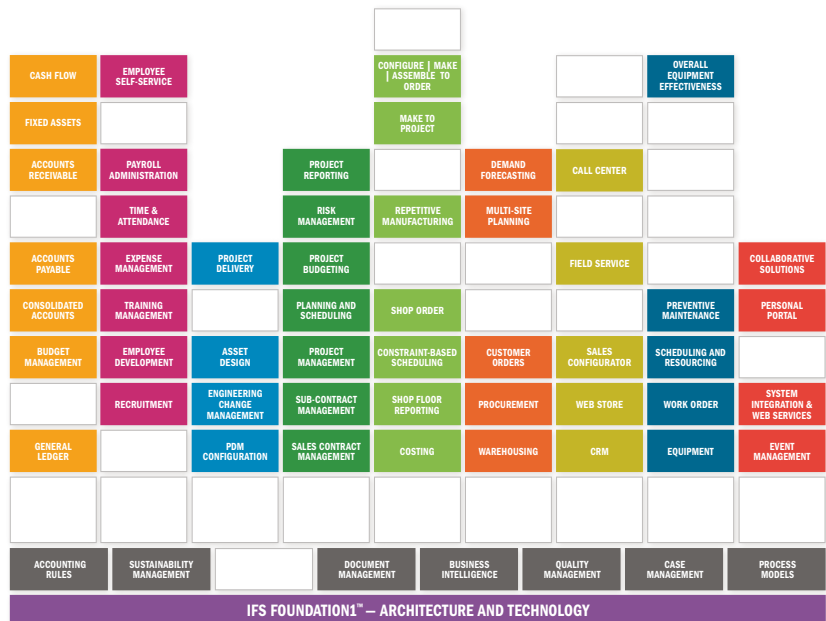 CONFIGURE | MAKE
| ASSEMBLE TO
ORDER
CASH FLOW
EMPLOYEE
SELF-SERVICE
OVERALL
EQUIPMENT
EFFECTIVENESS
FIXED ASSETS
MAKE TO
PROJECT
ACCOUNTS
RECEIVABLE
PAYROLL
ADMINISTRATION
PROJECT
REPORTING
DEMAND
FORECASTING
CALL CENTER
TIME &
ATTENDANCE
RISK
MANAGEMENT
REPETITIVE
MANUFACTURING
MULTI-SITE
PLANNING
ACCOUNTS
PAYABLE
EXPENSE
MANAGEMENT
PROJECT
DELIVERY
PROJECT
BUDGETING
FIELD SERVICE
COLLABORATIVE
SOLUTIONS
CONSOLIDATED
ACCOUNTS
TRAINING
MANAGEMENT
PLANNING AND
SCHEDULING
SHOP ORDER
PREVENTIVE
MAINTENANCE
PERSONAL
PORTAL
BUDGET
MANAGEMENT
EMPLOYEE
DEVELOPMENT
ASSET
DESIGN
PROJECT
MANAGEMENT
CONSTRAINT-BASED
SCHEDULING
CUSTOMER
ORDERS
SALES
CONFIGURATOR
SCHEDULING AND
RESOURCING
RECRUITMENT
ENGINEERING
CHANGE
MANAGEMENT
SUB-CONTRACT
MANAGEMENT
SHOP FLOOR
REPORTING
PROCUREMENT
WEB STORE
WORK ORDER
SYSTEM
INTEGRATION &
WEB SERVICES
GENERAL
LEDGER
PDM
CONFIGURATION
SALES CONTRACT
MANAGEMENT
COSTING
WAREHOUSING
CRM
EQUIPMENT
EVENT
MANAGEMENT
ACCOUNTING
RULES
SUSTAINABILITY
MANAGEMENT
DOCUMENT
MANAGEMENT
BUSINESS
INTELLIGENCE
QUALITY
MANAGEMENT
CASE
MANAGEMENT
PROCESS
MODELS
IFS FOUNDATION1™ — ARCHITECTURE AND TECHNOLOGY